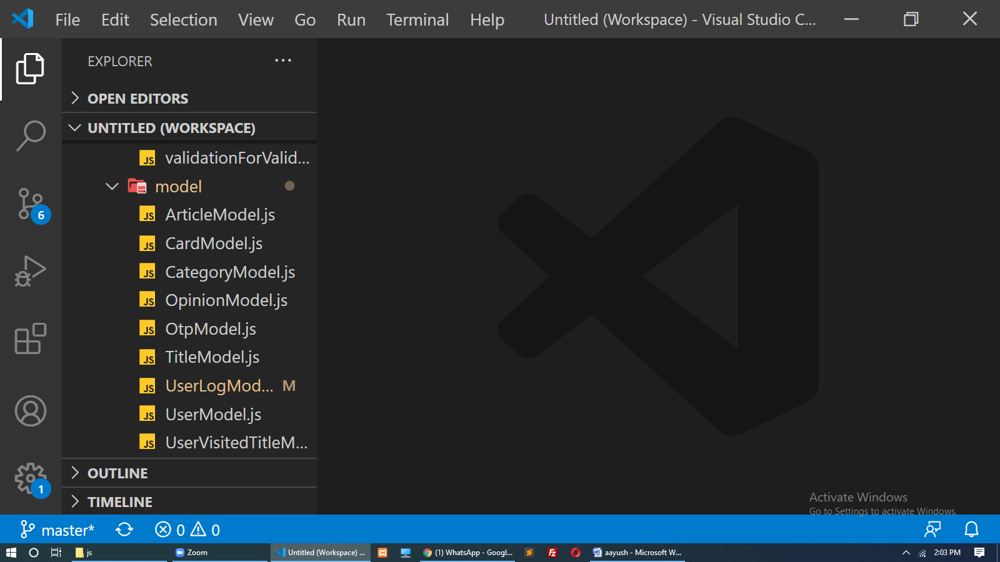 File Edit Selection View Go Run Terminal Help Untitled (Workspace) - Visual Studio C...
EXPLORER ...
OPEN EDITORS
UNTITLED (WORKSPACE)
JS validationForValid...
model
JS ArticleModel.js
JS CardModel.js
JS CategoryModel.js
JS OpinionModel.js
JS OtpModel.js
JS TitleModel.js
JS UserLogMod... M
JS UserModel.js
JS UserVisitedTitleM...
6
1
OUTLINE
TIMELINE
Activate Windows
Go to Settings to activate Windows.
master* 0 0
js Zoom Untitled (Workspace) ... (1) WhatsApp - Googl... S Fz W aayush - Microsoft W... 2:03 PM